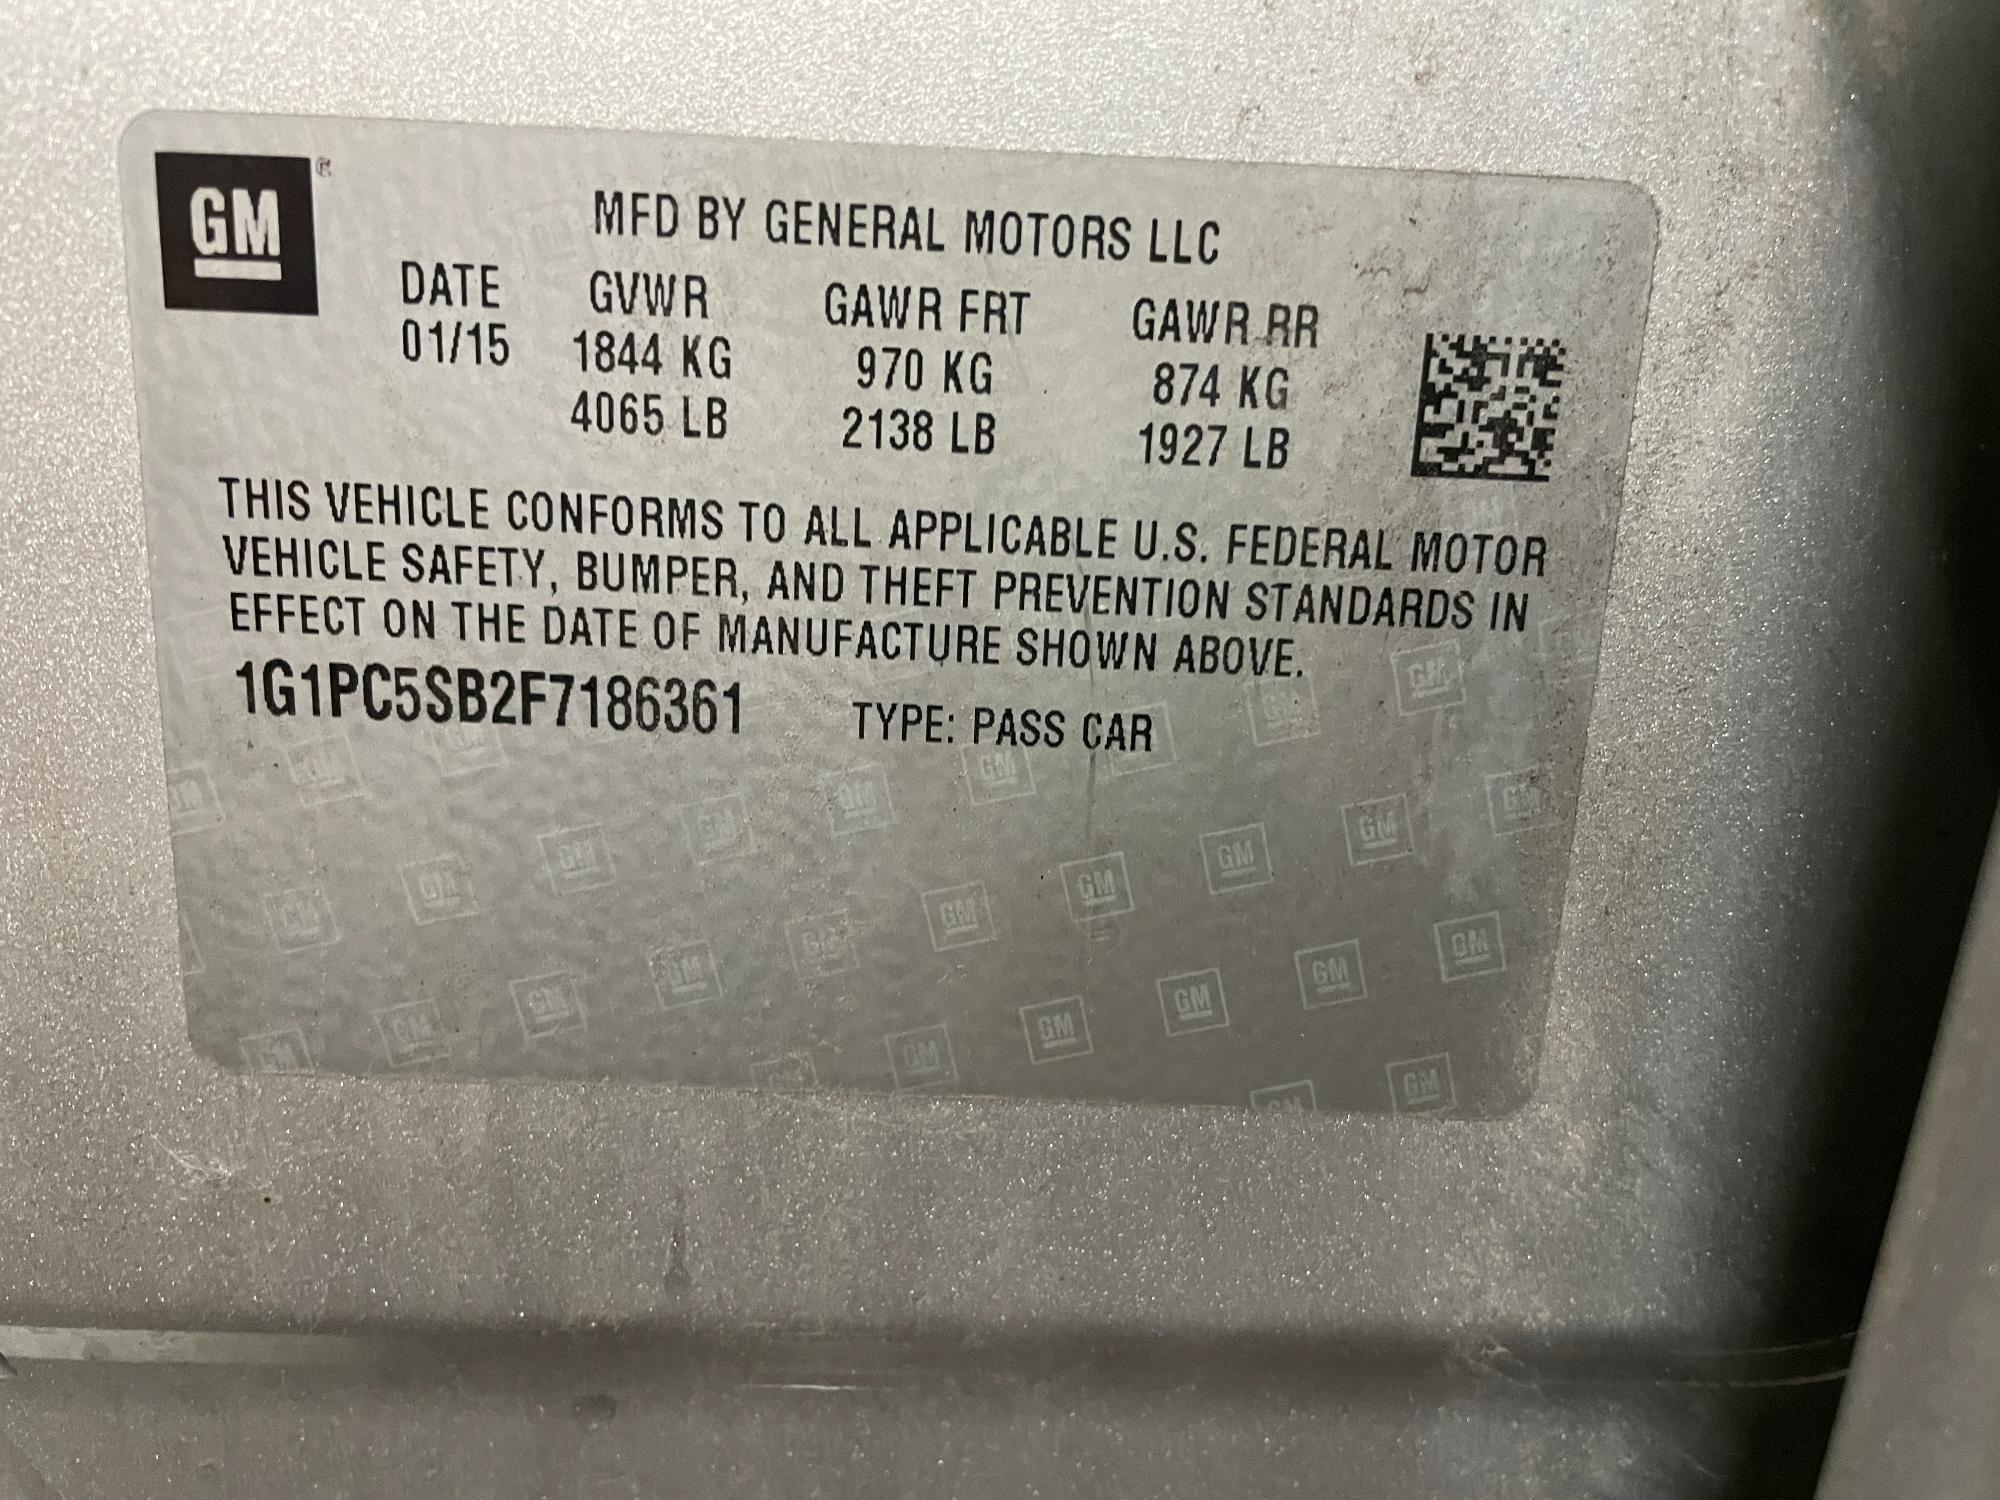 GM ®
MFD BY GENERAL MOTORS LLC
DATE GVWR GAWR FRT GAWR RR
01/15 1844 KG 970 KG 874 KG
4065 LB 2138 LB 1927 LB
THIS VEHICLE CONFORMS TO ALL APPLICABLE U.S. FEDERAL MOTOR
VEHICLE SAFETY, BUMPER, AND THEFT PREVENTION STANDARDS IN
EFFECT ON THE DATE OF MANUFACTURE SHOWN ABOVE.
1G1PC5SB2F7186361 TYPE: PASS CAR